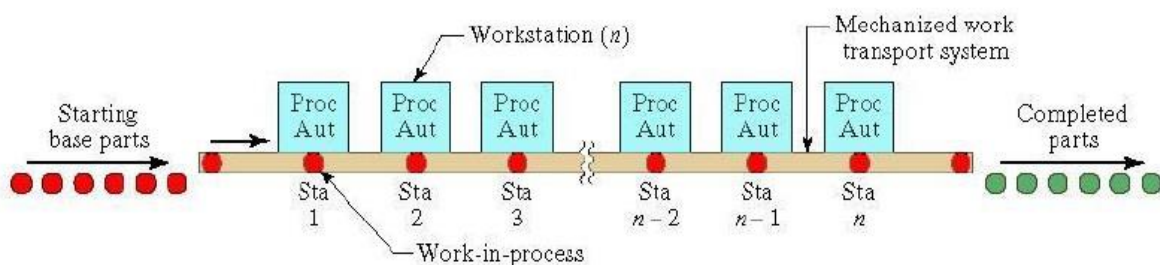 Workstation (n)
Mechanized work
transport system
Starting
base parts
Proc
Aut
Proc
Aut
Proc
Aut
Proc
Aut
Proc
Aut
Proc
Aut
Completed
parts
Sta
1
Sta
2
Sta
3
Sta
n – 2
Sta
n – 1
Sta
n
Work-in-process